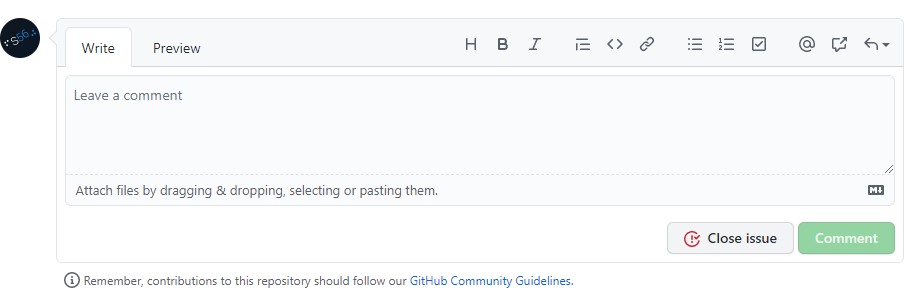 s66
Write Preview
H B I
Leave a comment
Attach files by dragging & dropping, selecting or pasting them.
Close issue Comment
Remember, contributions to this repository should follow our GitHub Community Guidelines.